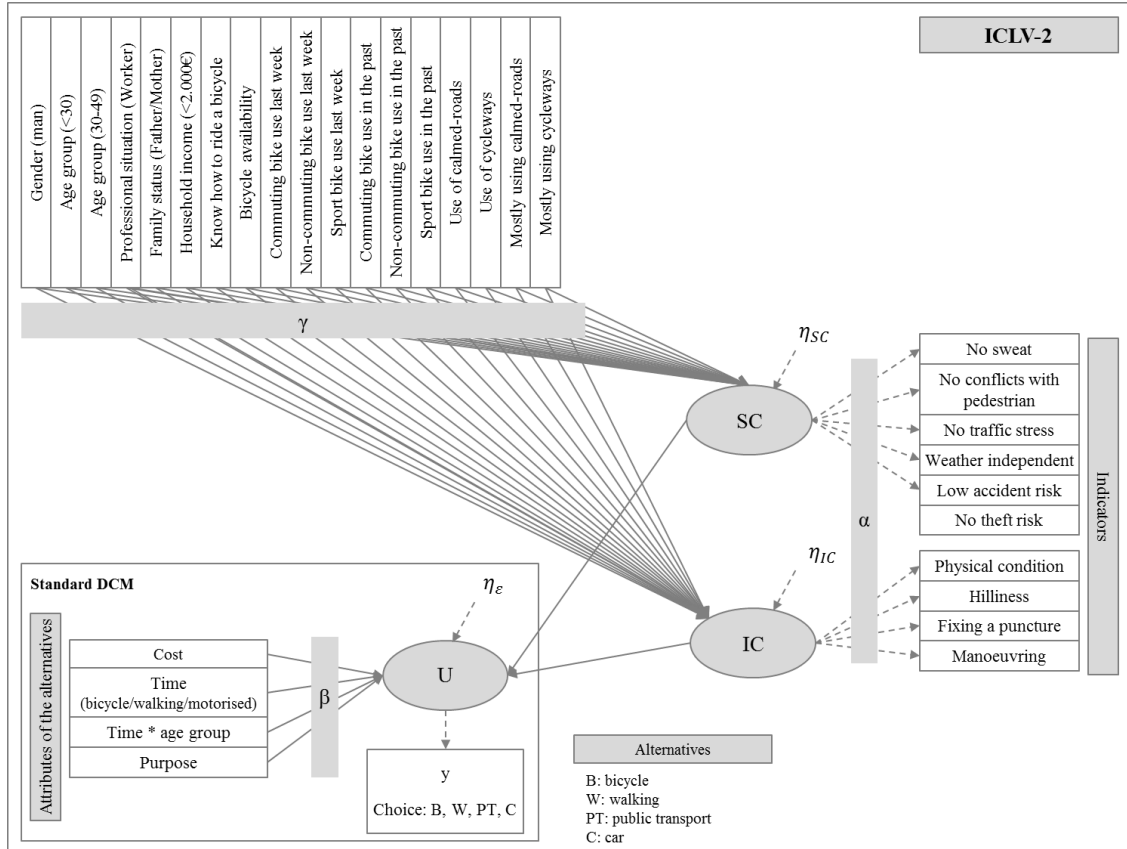 ICLV-2
Gender (man)
Age group (<30)
Age group (30-49)
Professional situation (Worker)
Family status (Father/Mother)
Household income (<2.000€)
Know how to ride a bicycle
Bicycle availability
Commuting bike use last week
Non-commuting bike use last week
Sport bike use last week
Commuting bike use in the past
Non-commuting bike use in the past
Sport bike use in the past
Use of calmed-roads
Use of cycleways
Mostly using calmed-roads
Mostly using cycleways
γ
η_SC
SC
α
No sweat
No conflicts with
pedestrian
No traffic stress
Weather independent
Low accident risk
No theft risk
Indicators
η_IC
IC
Physical condition
Hilliness
Fixing a puncture
Manoeuvring
Standard DCM
η_ε
Attributes of the alternatives
Cost
Time
(bicycle/walking/motorised)
Time * age group
Purpose
β
U
y
Choice: B, W, PT, C
Alternatives
B: bicycle
W: walking
PT: public transport
C: car